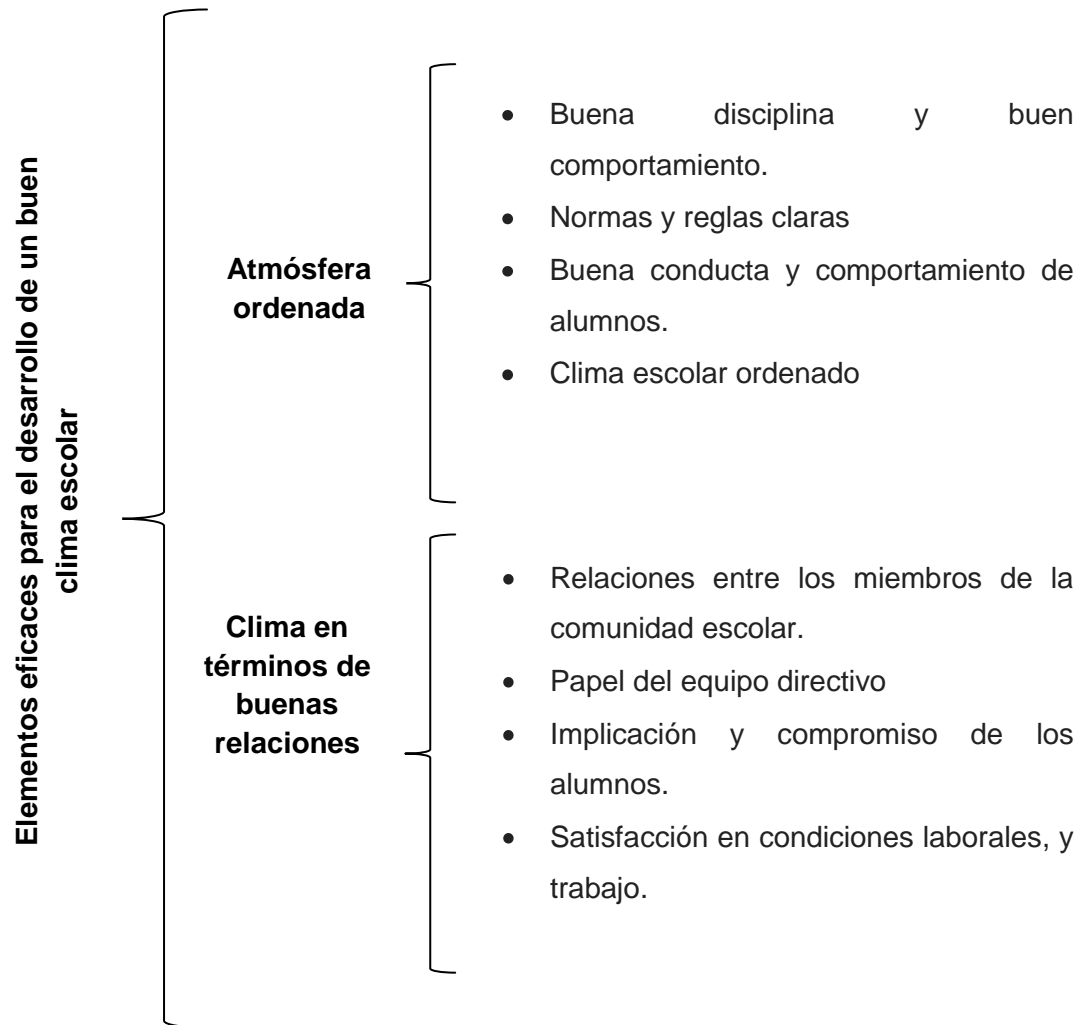 Elementos eficaces para el desarrollo de un buen
clima escolar
Atmósfera
ordenada
• Buena disciplina y buen
comportamiento.
• Normas y reglas claras
• Buena conducta y comportamiento de
alumnos.
• Clima escolar ordenado
Clima en
términos de
buenas
relaciones
• Relaciones entre los miembros de la
comunidad escolar.
• Papel del equipo directivo
• Implicación y compromiso de los
alumnos.
• Satisfacción en condiciones laborales, y
trabajo.